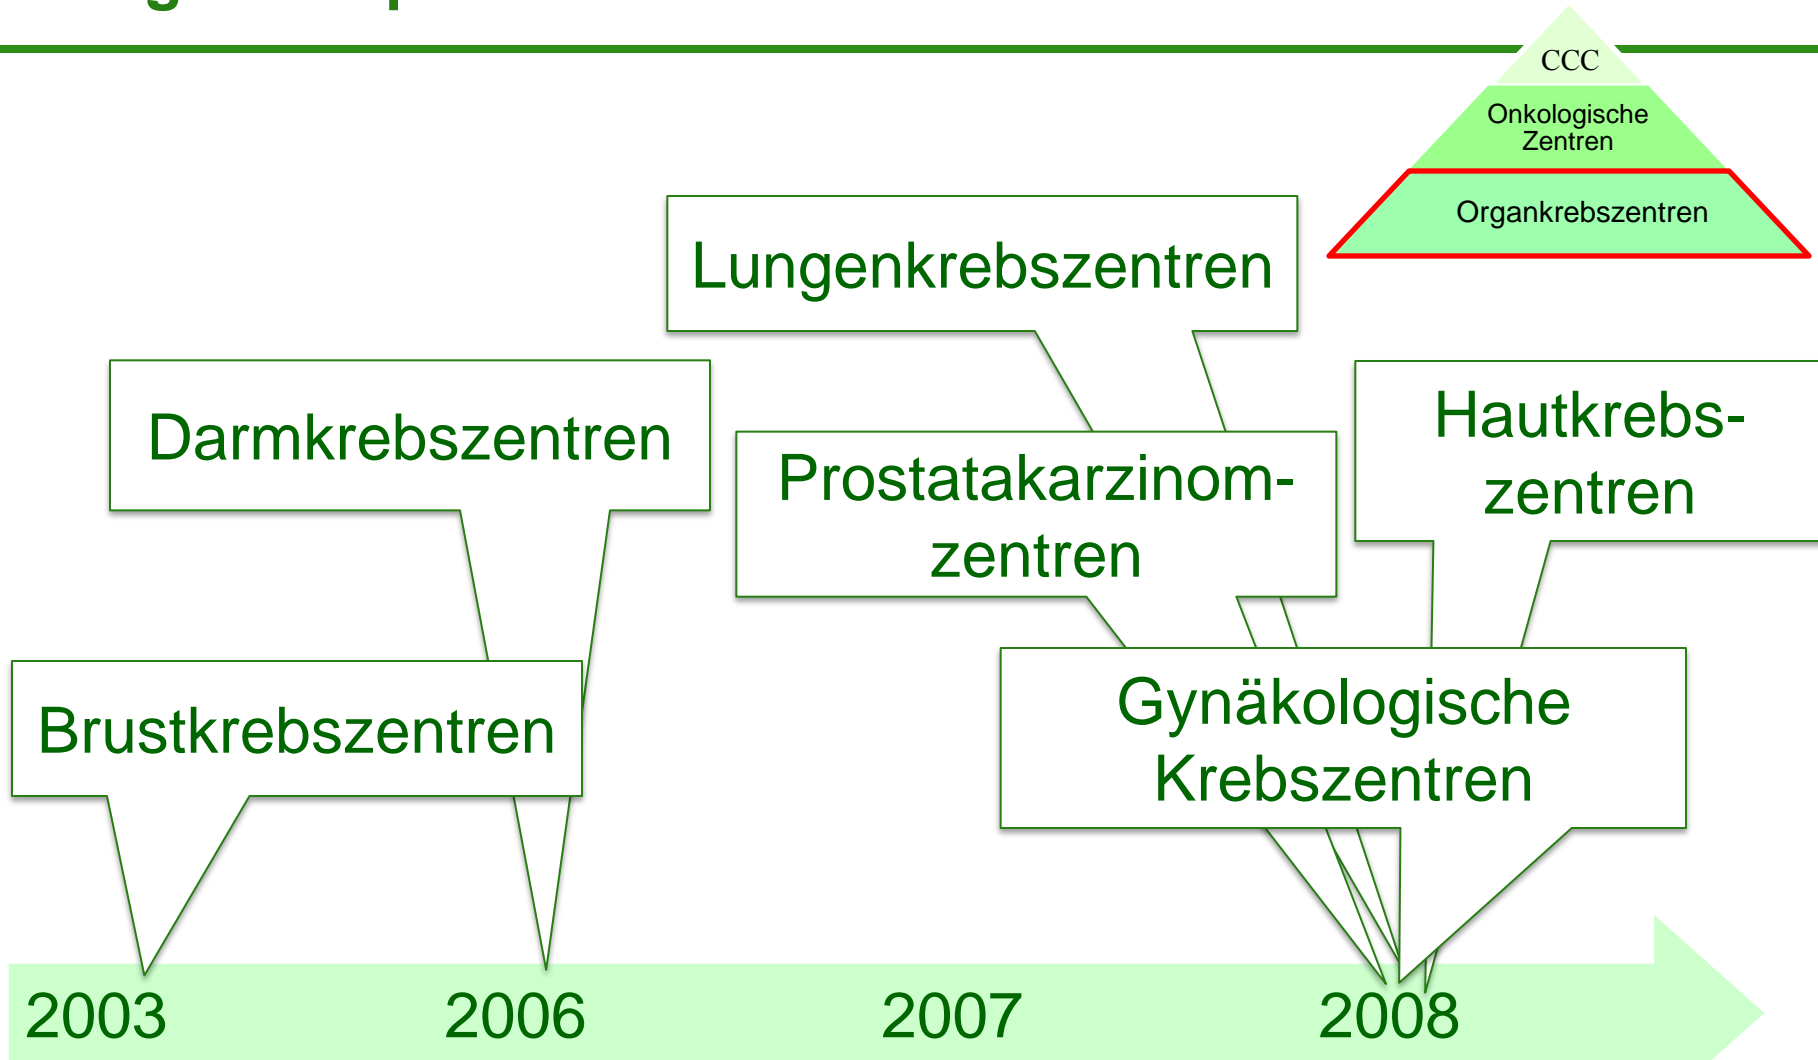 CCC
Onkologische
Zentren
Organkrebszentren
Lungenkrebszentren
Darmkrebszentren
Prostatakarzinom-
zentren
Hautkrebs-
zentren
Brustkrebszentren
Gynäkologische
Krebszentren
2003 2006 2007 2008